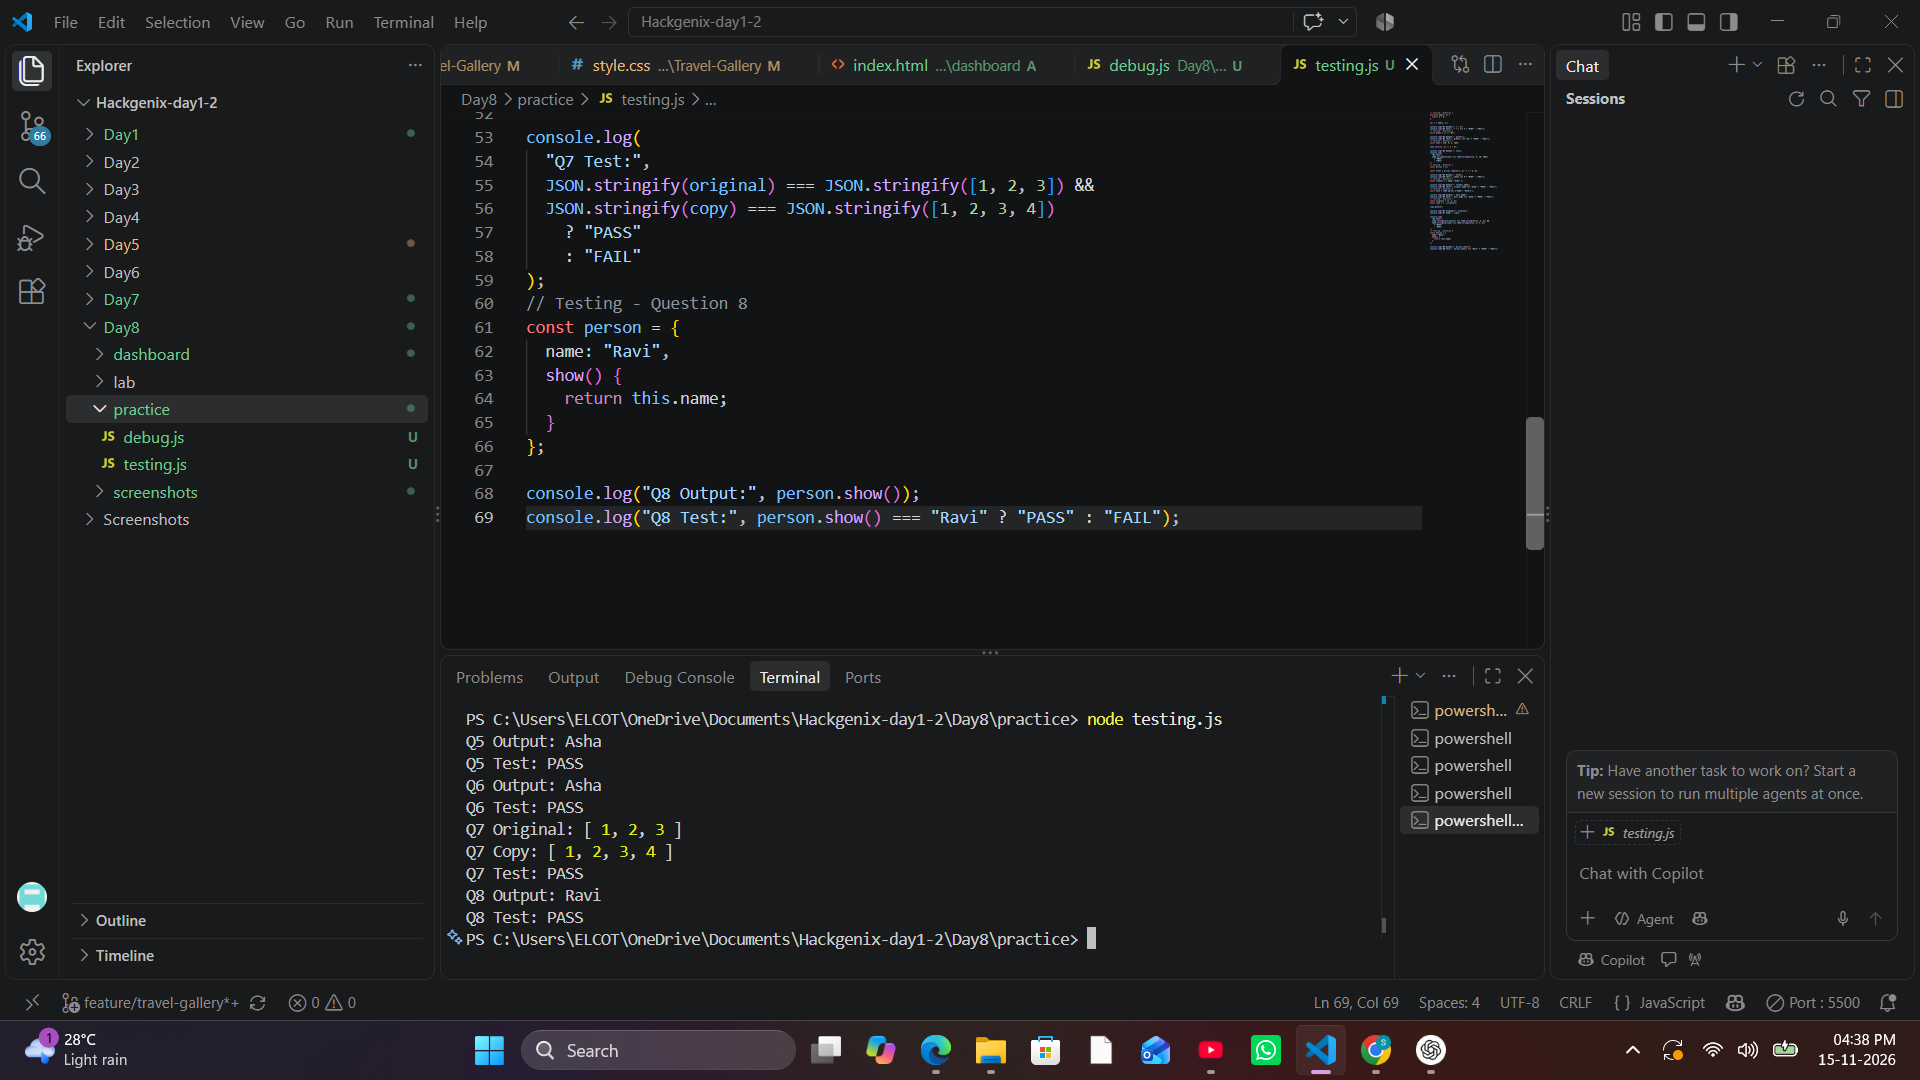 File Edit Selection View Go Run Terminal Help
Hackgenix-day1-2
Explorer
Hackgenix-day1-2
Day1
Day2
Day3
Day4
Day5
Day6
Day7
Day8
dashboard
lab
practice
JS debug.js U
JS testing.js U
screenshots
Screenshots
Outline
Timeline
66
el-Gallery M
# style.css ...\Travel-Gallery M
<> index.html ...\dashboard A
JS debug.js Day8\... U
JS testing.js U
Day8 > practice > JS testing.js > ...
52
53 console.log(
54 "Q7 Test:",
55 JSON.stringify(original) === JSON.stringify([1, 2, 3]) &&
56 JSON.stringify(copy) === JSON.stringify([1, 2, 3, 4])
57 ? "PASS"
58 : "FAIL"
59 );
60 // Testing - Question 8
61 const person = {
62 name: "Ravi",
63 show() {
64 return this.name;
65 }
66 };
67
68 console.log("Q8 Output:", person.show());
69 console.log("Q8 Test:", person.show() === "Ravi" ? "PASS" : "FAIL");
Problems Output Debug Console Terminal Ports
PS C:\Users\ELCOT\OneDrive\Documents\Hackgenix-day1-2\Day8\practice> node testing.js
Q5 Output: Asha
Q5 Test: PASS
Q6 Output: Asha
Q6 Test: PASS
Q7 Original: [ 1, 2, 3 ]
Q7 Copy: [ 1, 2, 3, 4 ]
Q7 Test: PASS
Q8 Output: Ravi
Q8 Test: PASS
PS C:\Users\ELCOT\OneDrive\Documents\Hackgenix-day1-2\Day8\practice>
powersh...
powershell
powershell
powershell
powershell...
Chat
Sessions
Tip: Have another task to work on? Start a
new session to run multiple agents at once.
JS testing.js
Chat with Copilot
Agent
Copilot
feature/travel-gallery*+ 0 0
Ln 69, Col 69 Spaces: 4 UTF-8 CRLF { } JavaScript Port : 5500
1
28°C
Light rain
Search
S
04:38 PM
15-11-2026